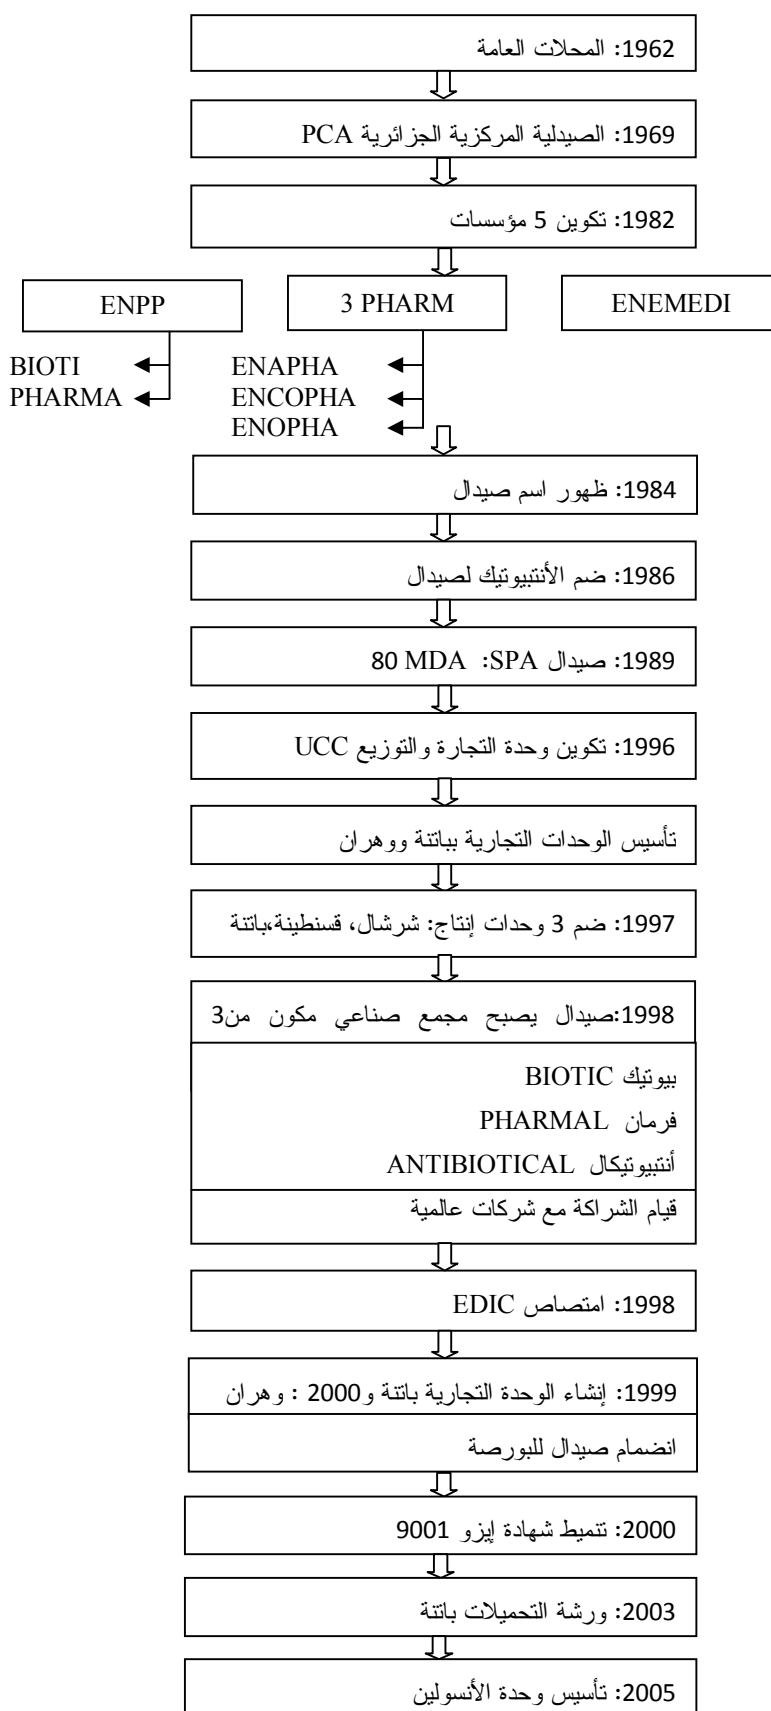 1962: المحلات العامة
1969: الصيدلية المركزية الجزائرية PCA
1982: تكوين 5 مؤسسات
ENPP
3 PHARM
ENEMEDI
BIOTI
PHARMA
ENAPHA
ENCOPHA
ENOPHA
1984: ظهور اسم صيدال
1986: ضم الأنتبيوتيك لصيدال
1989: صيدال SPA: 80 MDA
1996: تكوين وحدة التجارة والتوزيع UCC
تأسيس الوحدات التجارية بباتنة ووهران
1997: ضم 3 وحدات إنتاج: شرشال، قسنطينة،باتنة
1998:صيدال يصبح مجمع صناعي مكون من3
بيوتيك BIOTIC
فرمان PHARMAL
أنتبيوتيكال ANTIBIOTICAL
قيام الشراكة مع شركات عالمية
1998: امتصاص EDIC
1999: إنشاء الوحدة التجارية باتنة و2000 : وهران
انضمام صيدال للبورصة
2000: تتميط شهادة إيزو 9001
2003: ورشة التحميلات باتنة
2005: تأسيس وحدة الأنسولين